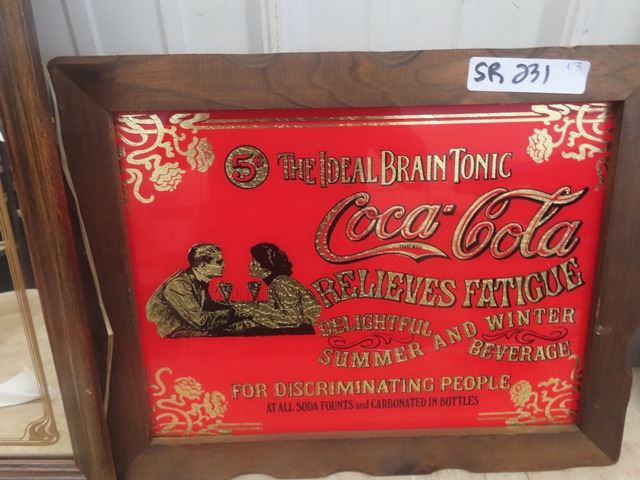 SR 231
5¢ THE IDEAL BRAIN TONIC
Coca-Cola
RELIEVES FATIGUE
DELIGHTFUL
SUMMER AND WINTER
BEVERAGE
FOR DISCRIMINATING PEOPLE
AT ALL SODA FOUNTS and CARBONATED IN BOTTLES